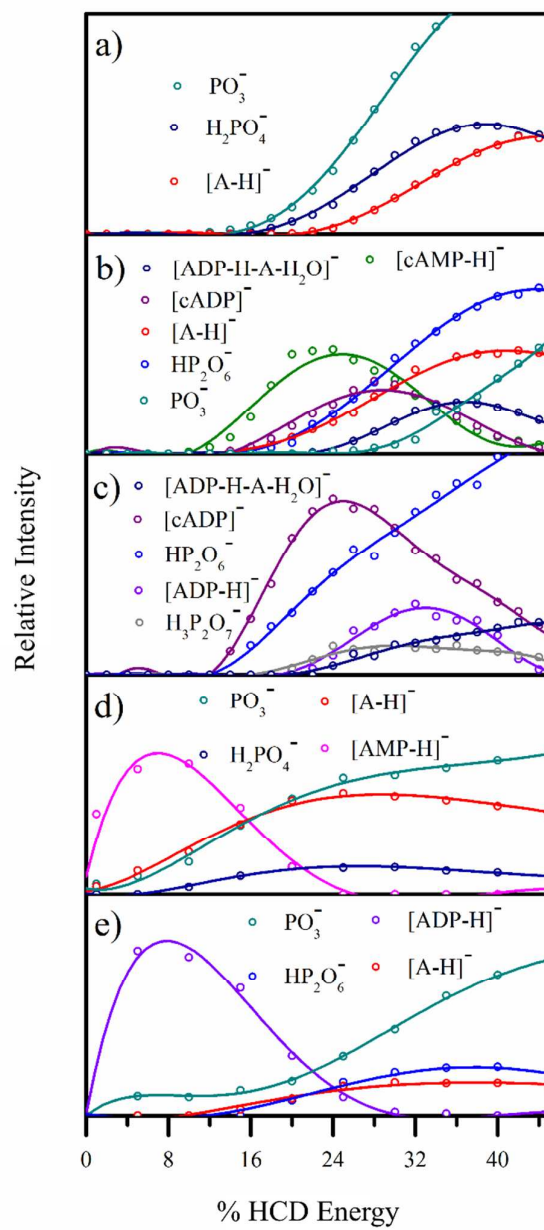 a)
PO₃⁻
H₂PO₄⁻
[A-H]⁻
b)
[ADP-H-A-H₂O]⁻
[cAMP-H]⁻
[cADP]⁻
[A-H]⁻
HP₂O₆⁻
PO₃⁻
c)
[ADP-H-A-H₂O]⁻
[cADP]⁻
HP₂O₆⁻
[ADP-H]⁻
H₃P₂O₇⁻
d)
PO₃⁻ [A-H]⁻
H₂PO₄⁻ [AMP-H]⁻
e)
PO₃⁻ [ADP-H]⁻
HP₂O₆⁻ [A-H]⁻
Relative Intensity
0 8 16 24 32 40
% HCD Energy